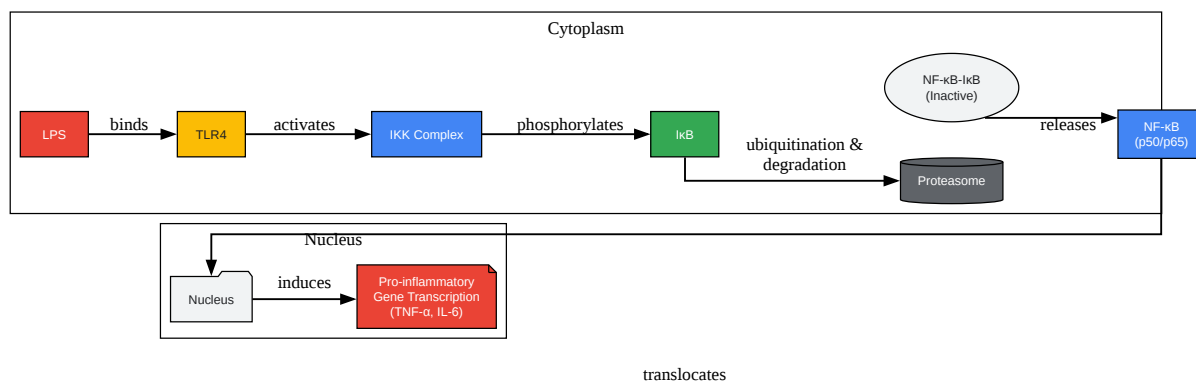 Cytoplasm
NF-κB-IκB
(Inactive)
LPS
binds
TLR4
activates
IKK Complex
phosphorylates
IκB
releases
NF-κB
(p50/p65)
ubiquitination &
degradation
Proteasome
Nucleus
Nucleus
induces
Pro-inflammatory
Gene Transcription
(TNF-α, IL-6)
translocates